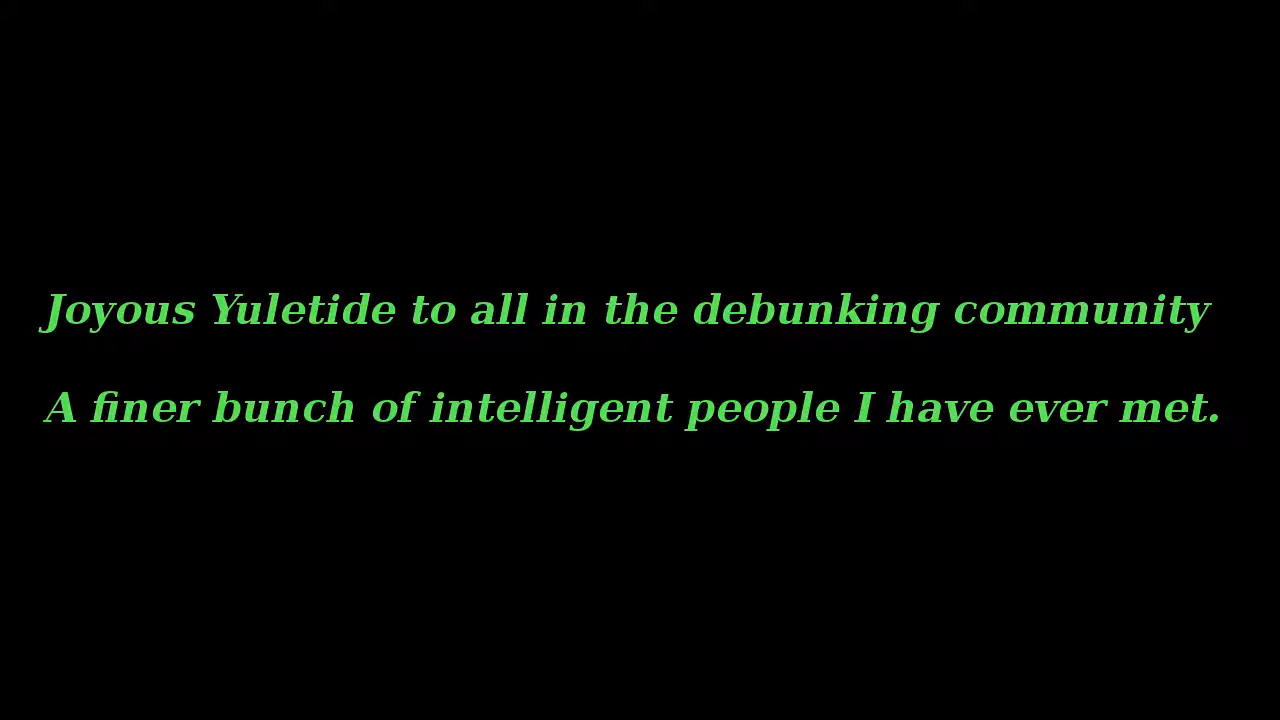 Joyous Yuletide to all in the debunking community
A finer bunch of intelligent people I have ever met.